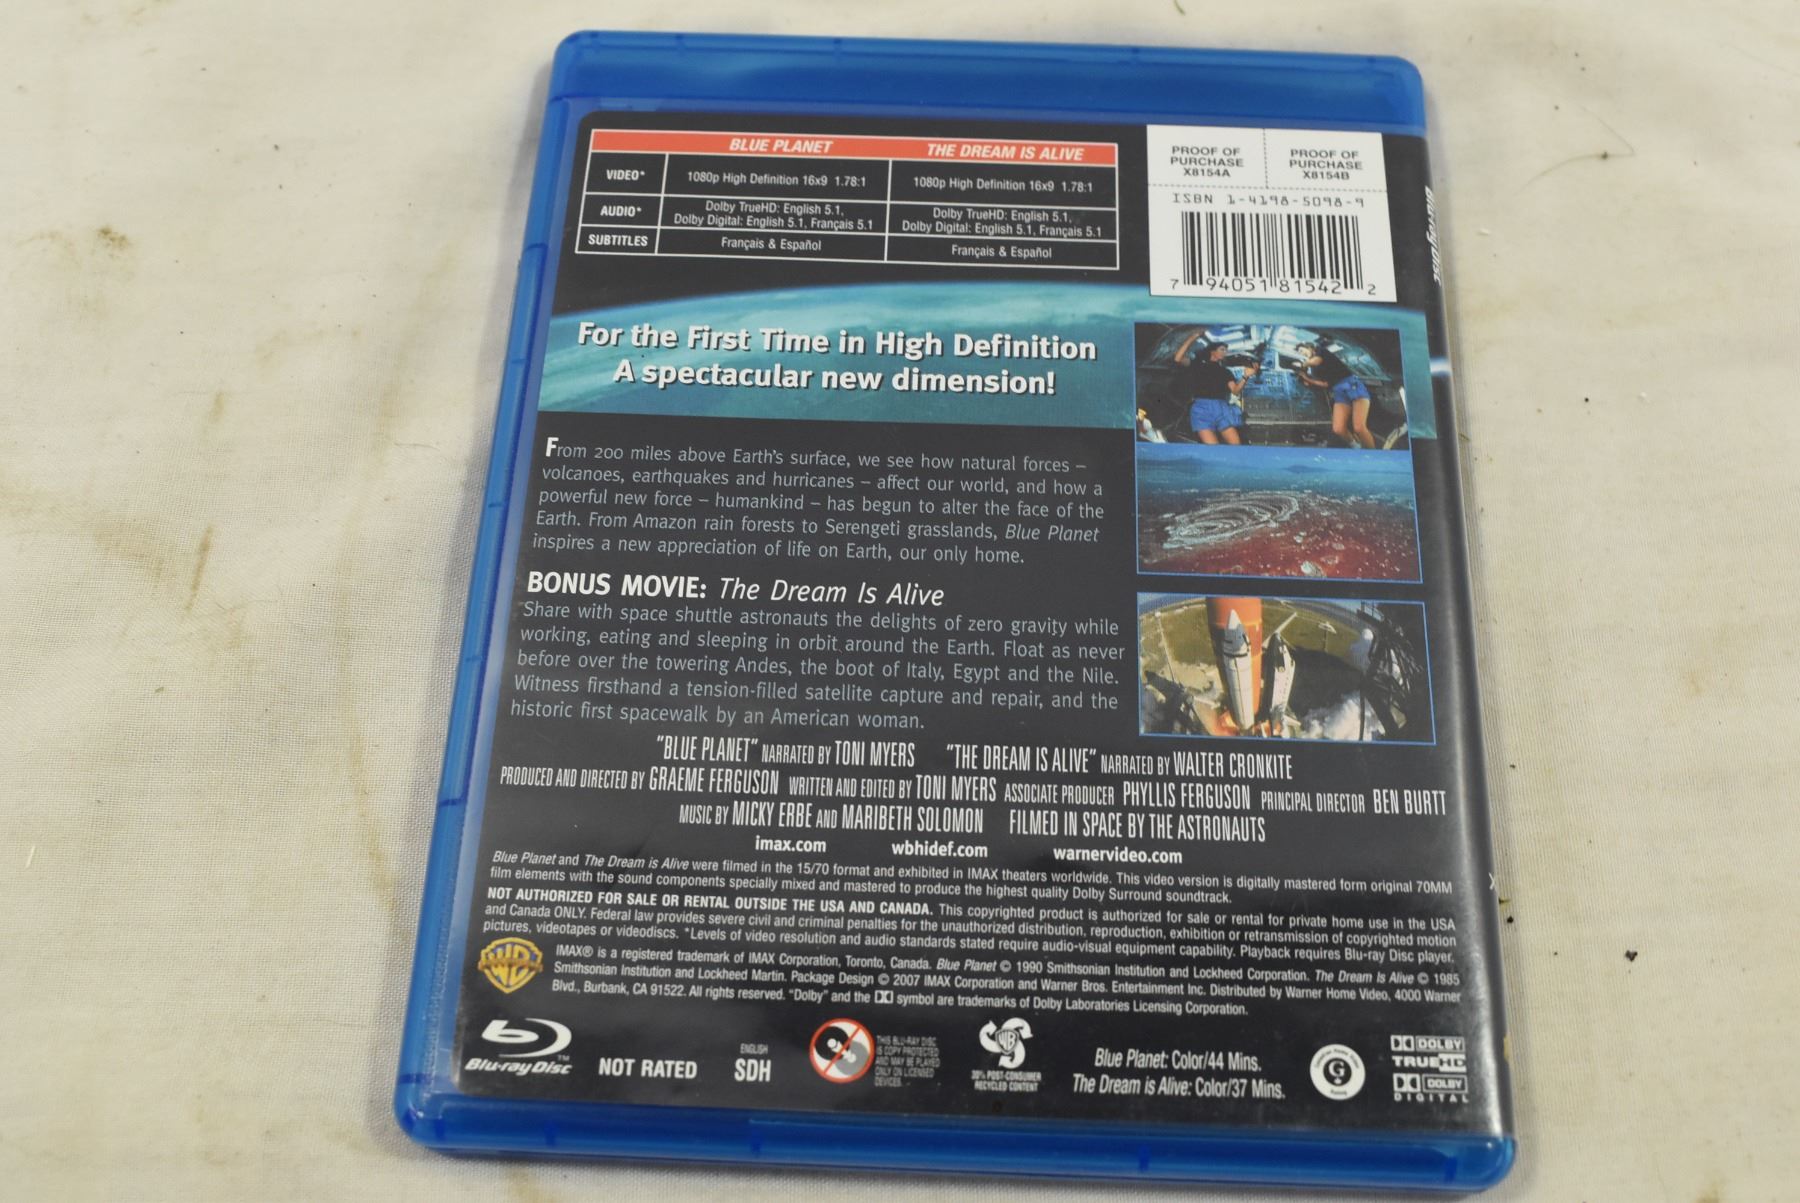 BLUE PLANET THE DREAM IS ALIVE
VIDEO* 1080p High Definition 16x9 1.78:1 1080p High Definition 16x9 1.78:1
AUDIO* Dolby TrueHD: English 5.1, Dolby TrueHD: English 5.1,
Dolby Digital: English 5.1, Français 5.1 Dolby Digital: English 5.1, Français 5.1
SUBTITLES Français & Español Français & Español
PROOF OF PURCHASE X8154A
PROOF OF PURCHASE X8154B
ISBN 1-4198-5098-9
7 94051 81542 2
For the First Time in High Definition
A spectacular new dimension!
From 200 miles above Earth's surface, we see how natural forces –
volcanoes, earthquakes and hurricanes – affect our world, and how a
powerful new force – humankind – has begun to alter the face of the
Earth. From Amazon rain forests to Serengeti grasslands, Blue Planet
inspires a new appreciation of life on Earth, our only home.
BONUS MOVIE: The Dream Is Alive
Share with space shuttle astronauts the delights of zero gravity while
working, eating and sleeping in orbit around the Earth. Float as never
before over the towering Andes, the boot of Italy, Egypt and the Nile.
Witness firsthand a tension-filled satellite capture and repair, and the
historic first spacewalk by an American woman.
"BLUE PLANET" NARRATED BY TONI MYERS "THE DREAM IS ALIVE" NARRATED BY WALTER CRONKITE
PRODUCED AND DIRECTED BY GRAEME FERGUSON WRITTEN AND EDITED BY TONI MYERS ASSOCIATE PRODUCER PHYLLIS FERGUSON PRINCIPAL DIRECTOR BEN BURTT
MUSIC BY MICKY ERBE AND MARIBETH SOLOMON FILMED IN SPACE BY THE ASTRONAUTS
imax.com wbhidef.com warnervideo.com
Blue Planet and The Dream is Alive were filmed in the 15/70 format and exhibited in IMAX theaters worldwide. This video version is digitally mastered form original 70MM
film elements with the sound components specially mixed and mastered to produce the highest quality Dolby Surround soundtrack.
NOT AUTHORIZED FOR SALE OR RENTAL OUTSIDE THE USA AND CANADA. This copyrighted product is authorized for sale or rental for private home use in the USA
and Canada ONLY. Federal law provides severe civil and criminal penalties for the unauthorized distribution, reproduction, exhibition or retransmission of copyrighted motion
pictures, videotapes or videodiscs. *Levels of video resolution and audio standards stated require audio-visual equipment capability. Playback requires Blu-ray Disc player.
IMAX® is a registered trademark of IMAX Corporation, Toronto, Canada. Blue Planet © 1990 Smithsonian Institution and Lockheed Corporation. The Dream Is Alive © 1985
Smithsonian Institution and Lockheed Martin. Package Design © 2007 IMAX Corporation and Warner Bros. Entertainment Inc. Distributed by Warner Home Video, 4000 Warner
Blvd., Burbank, CA 91522. All rights reserved. "Dolby" and the DD symbol are trademarks of Dolby Laboratories Licensing Corporation.
Blu-ray Disc™
NOT RATED
ENGLISH
SDH
THIS BLU-RAY DISC
IS COPY PROTECTED
AND MAY BE PLAYED
ONLY ON LICENSED
DEVICES.
WB
30% POST-CONSUMER
RECYCLED CONTENT
Blue Planet: Color/44 Mins.
The Dream is Alive: Color/37 Mins.
G
DOLBY
TRUEHD
DOLBY
DIGITAL